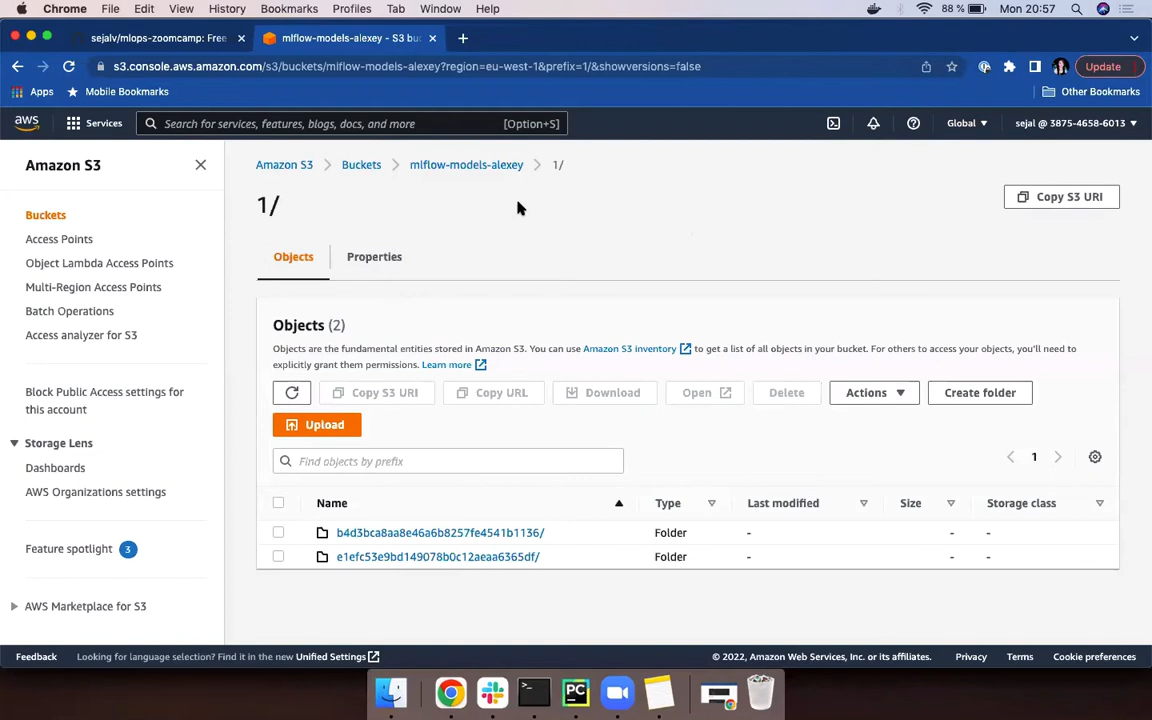 Chrome File Edit View History Bookmarks Profiles Tab Window Help 88 % Mon 20:57
sejalv/mlops-zoomcamp: Free mlflow-models-alexey - S3 buc
s3.console.aws.amazon.com/s3/buckets/mlflow-models-alexey?region=eu-west-1&prefix=1/&showversions=false Update
Apps Mobile Bookmarks Other Bookmarks
aws Services Search for services, features, blogs, docs, and more [Option+S] Global sejal @ 3875-4658-6013
Amazon S3
Buckets
Access Points
Object Lambda Access Points
Multi-Region Access Points
Batch Operations
Access analyzer for S3
Block Public Access settings for
this account
Storage Lens
Dashboards
AWS Organizations settings
Feature spotlight 3
AWS Marketplace for S3
Amazon S3 Buckets mlflow-models-alexey 1/
1/
Copy S3 URI
Objects Properties
Objects (2)
Objects are the fundamental entities stored in Amazon S3. You can use Amazon S3 inventory to get a list of all objects in your bucket. For others to access your objects, you'll need to
explicitly grant them permissions. Learn more
Copy S3 URI Copy URL Download Open Delete Actions Create folder
Upload
Find objects by prefix 1
Name Type Last modified Size Storage class
b4d3bca8aa8e46a6b8257fe4541b1136/ Folder - - -
e1efc53e9bd149078b0c12aeaa6365df/ Folder - - -
Feedback Looking for language selection? Find it in the new Unified Settings © 2022, Amazon Web Services, Inc. or its affiliates. Privacy Terms Cookie preferences
PC